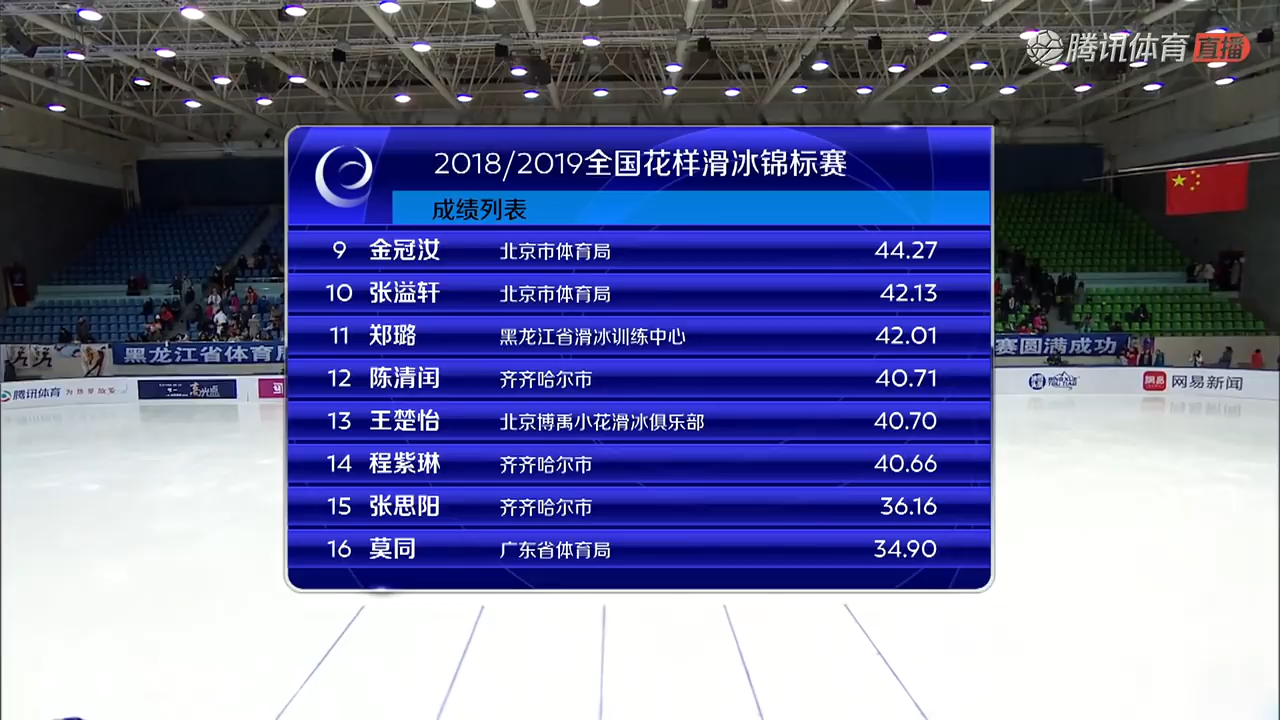 腾讯体育 直播
2018/2019全国花样滑冰锦标赛
成绩列表
9 金冠汝 北京市体育局 44.27
10 张溢轩 北京市体育局 42.13
11 郑璐 黑龙江省滑冰训练中心 42.01
12 陈清闰 齐齐哈尔市 40.71
13 王楚怡 北京博禹小花滑冰俱乐部 40.70
14 程紫琳 齐齐哈尔市 40.66
15 张思阳 齐齐哈尔市 36.16
16 莫同 广东省体育局 34.90
黑龙江省体育局
赛圆满成功
腾讯体育
网易 网易新闻